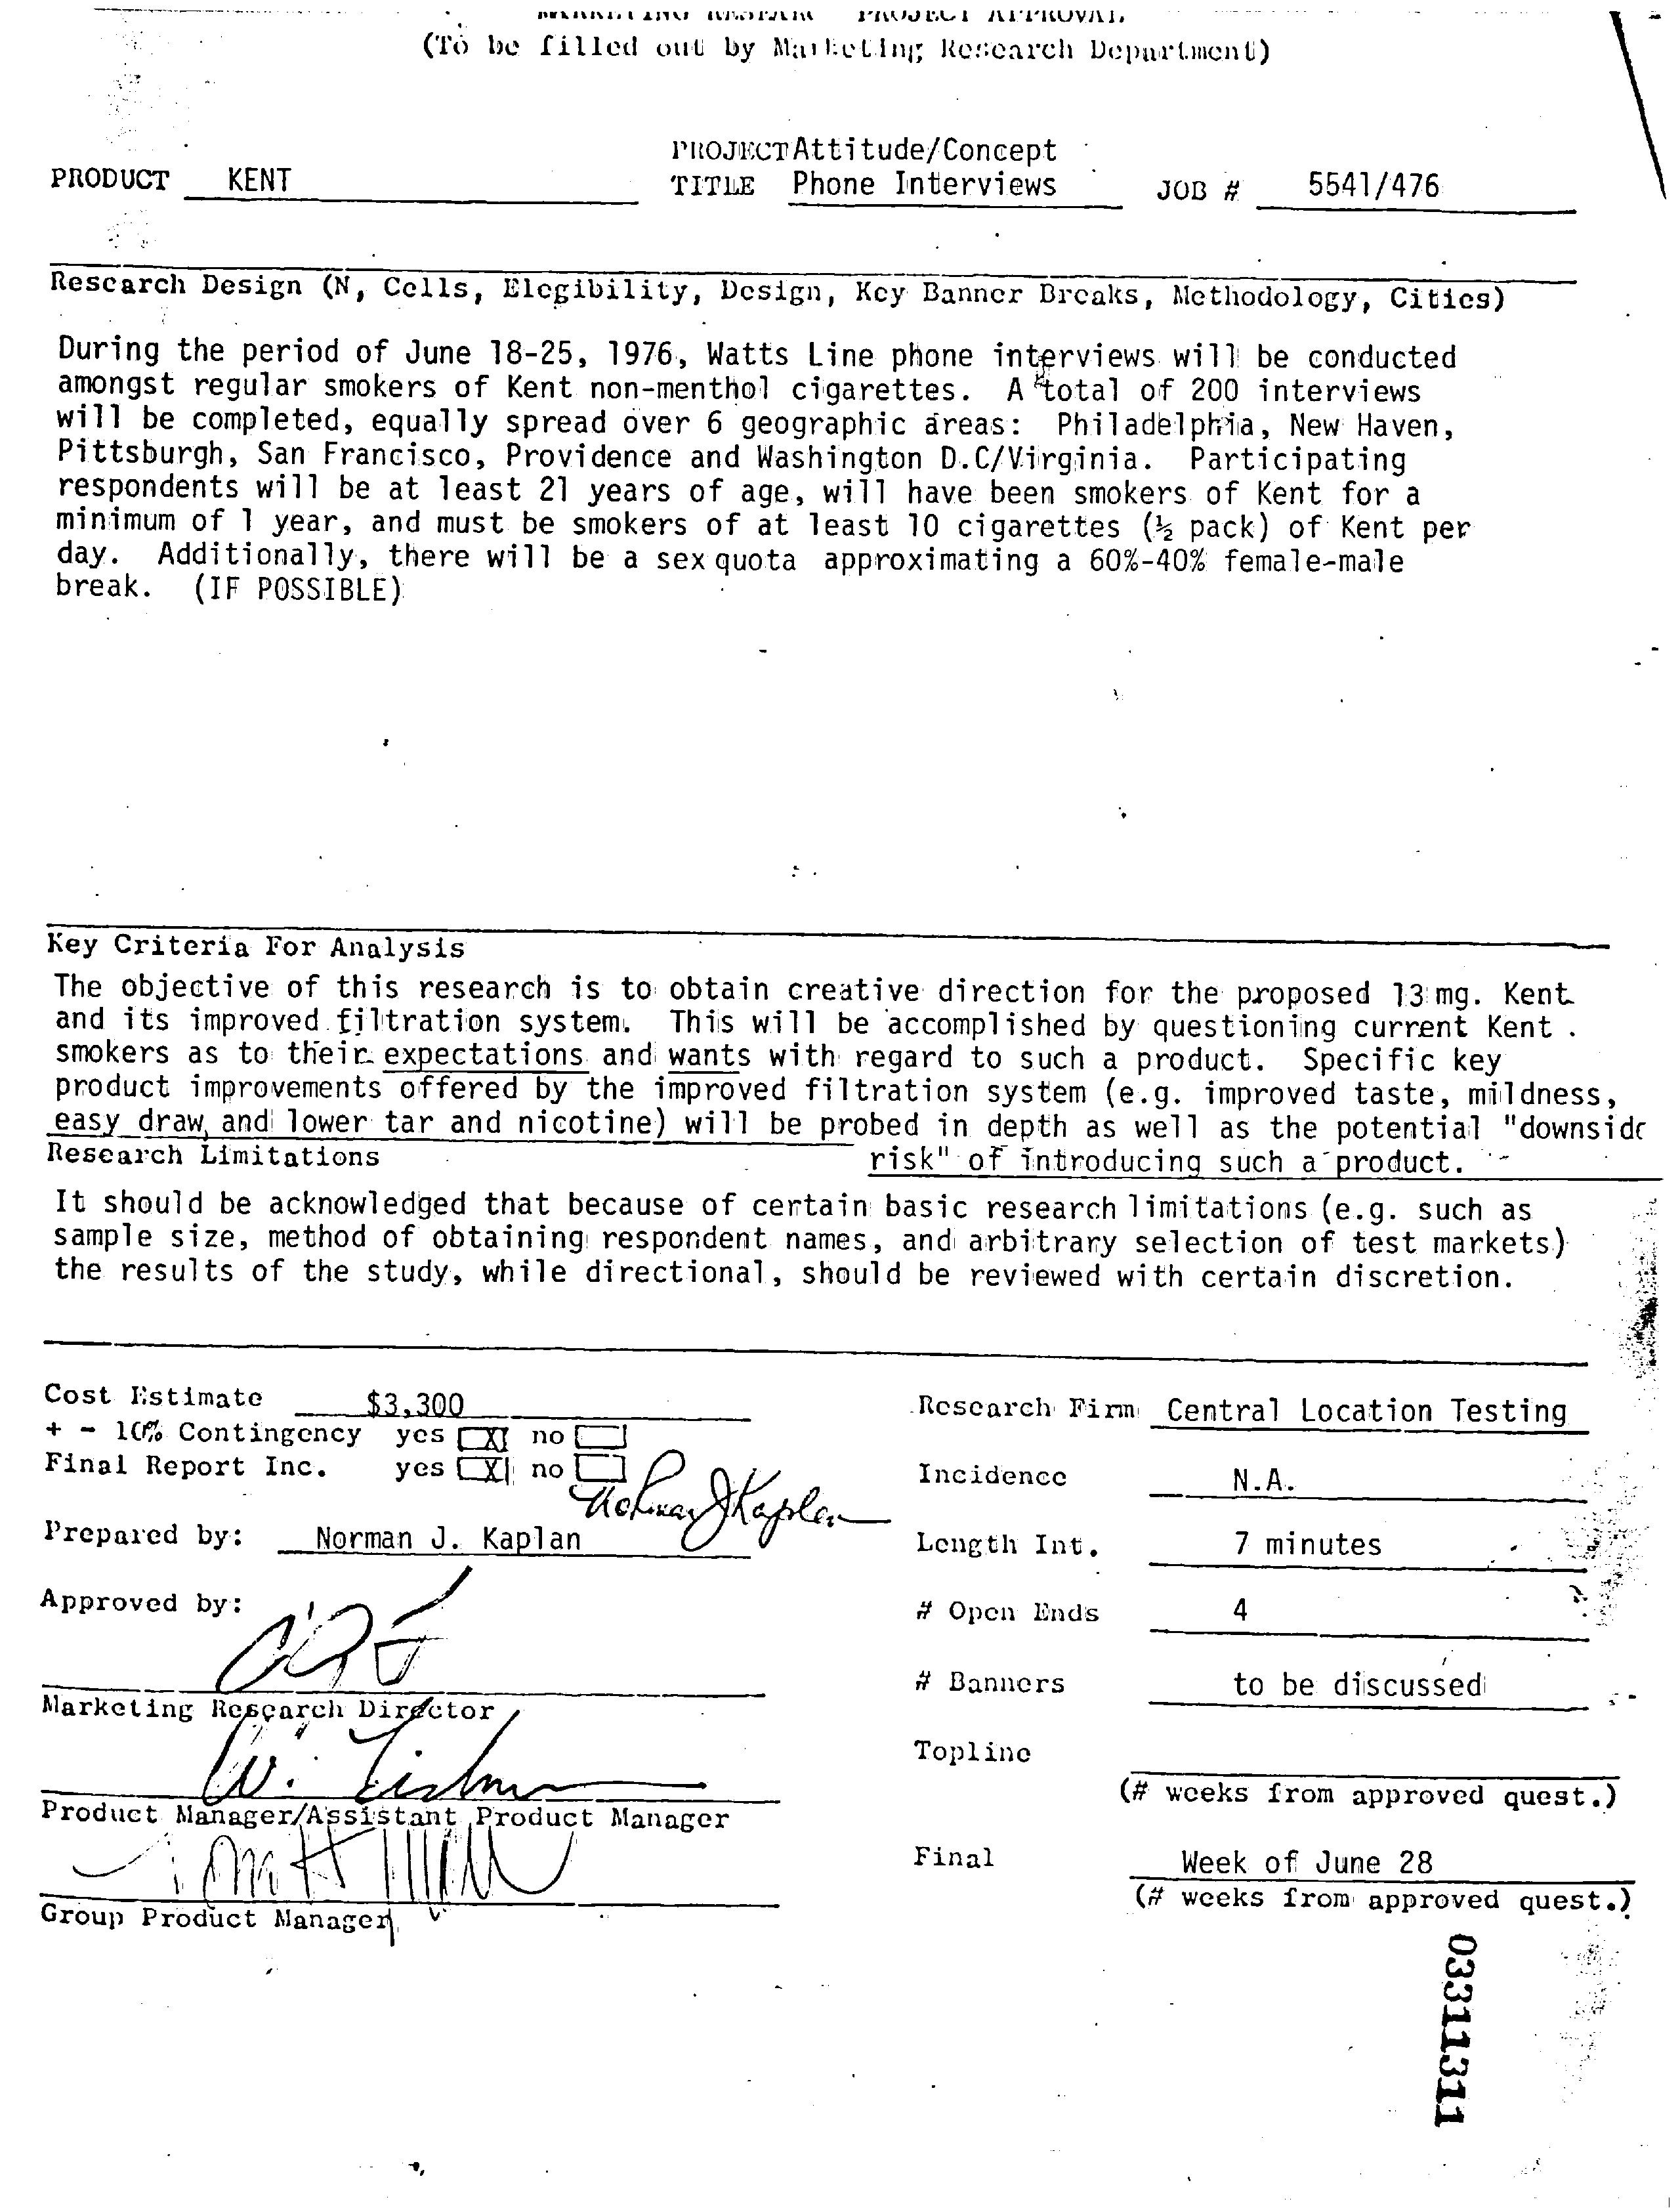 MARKETING RESEARCH PROJECT APPROVAL
(To be filled out by Marketing Research Department)
PROJECT Attitude/Concept
PRODUCT KENT TITLE Phone Interviews JOB # 5541/476
Research Design (N, Cells, Elegibility, Design, Key Banner Breaks, Methodology, Cities)
During the period of June 18-25, 1976, Watts Line phone interviews will be conducted
amongst regular smokers of Kent non-menthol cigarettes. A total of 200 interviews
will be completed, equally spread over 6 geographic areas: Philadelphia, New Haven,
Pittsburgh, San Francisco, Providence and Washington D.C/Virginia. Participating
respondents will be at least 21 years of age, will have been smokers of Kent for a
minimum of 1 year, and must be smokers of at least 10 cigarettes (½ pack) of Kent per
day. Additionally, there will be a sex quota approximating a 60%-40% female-male
break. (IF POSSIBLE)
Key Criteria For Analysis
The objective of this research is to obtain creative direction for the proposed 13 mg. Kent
and its improved filtration system. This will be accomplished by questioning current Kent
smokers as to their expectations and wants with regard to such a product. Specific key
product improvements offered by the improved filtration system (e.g. improved taste, mildness,
easy draw, and lower tar and nicotine) will be probed in depth as well as the potential "downside
risk" of introducing such a product.
Research Limitations
It should be acknowledged that because of certain basic research limitations (e.g. such as
sample size, method of obtaining respondent names, and arbitrary selection of test markets)
the results of the study, while directional, should be reviewed with certain discretion.
Cost Estimate $3,300
+ - 10% Contingency yes X no
Final Report Inc. yes X no
Norman J Kaplan
Prepared by: Norman J. Kaplan
Approved by:
Marketing Research Director
Product Manager/Assistant Product Manager
Group Product Manager
Research Firm Central Location Testing
Incidence N.A.
Length Int. 7 minutes
# Open Ends 4
# Banners to be discussed
Topline
(# weeks from approved quest.)
Final Week of June 28
(# weeks from approved quest.)
03311311